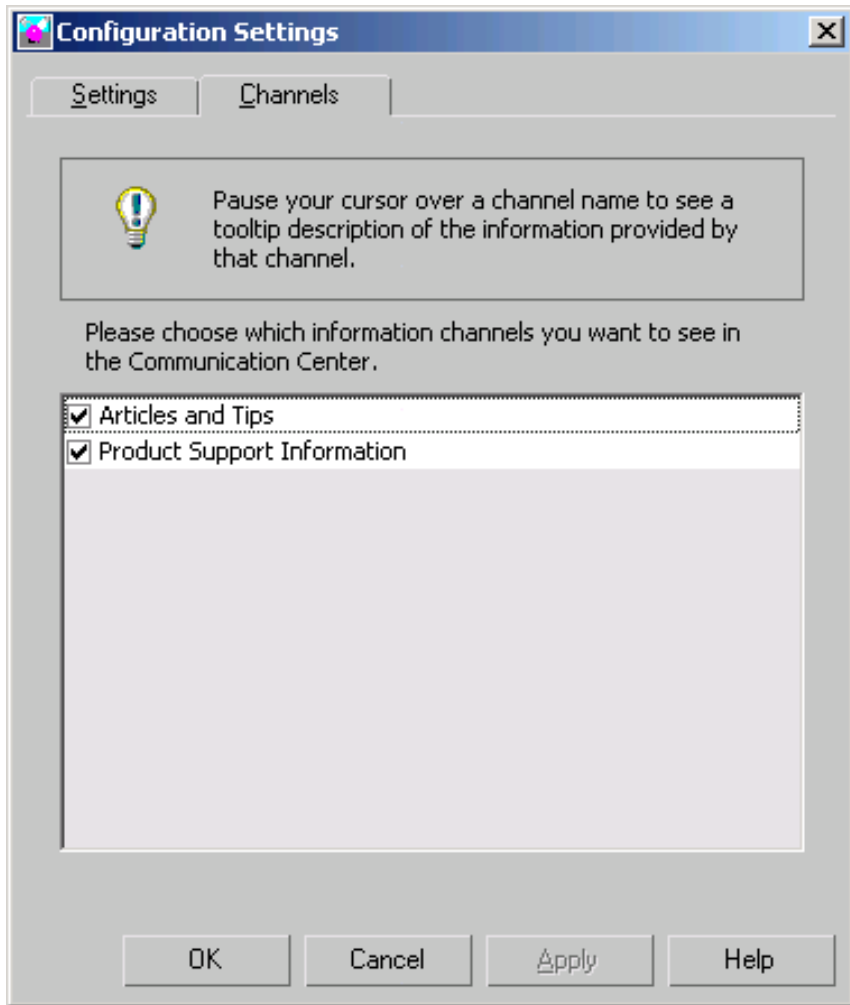 Configuration Settings
Settings
Channels
Pause your cursor over a channel name to see a
tooltip description of the information provided by
that channel.
Please choose which information channels you want to see in
the Communication Center.
Articles and Tips
Product Support Information
OK
Cancel
Apply
Help